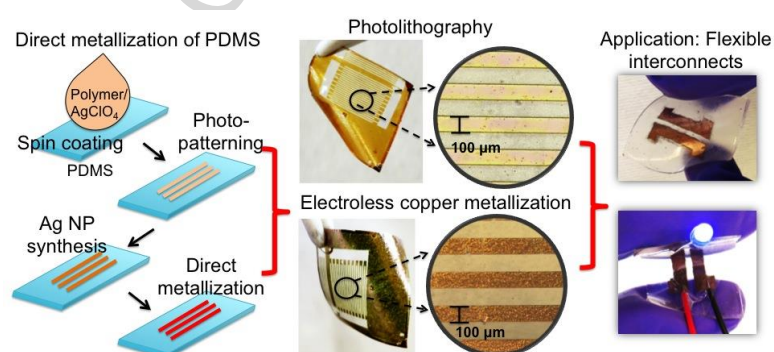 Direct metallization of PDMS
Polymer/
AgClO4
Spin coating
PDMS
Photo-
patterning
Ag NP
synthesis
Direct
metallization
Photolithography
100 µm
Electroless copper metallization
100 µm
Application: Flexible
interconnects